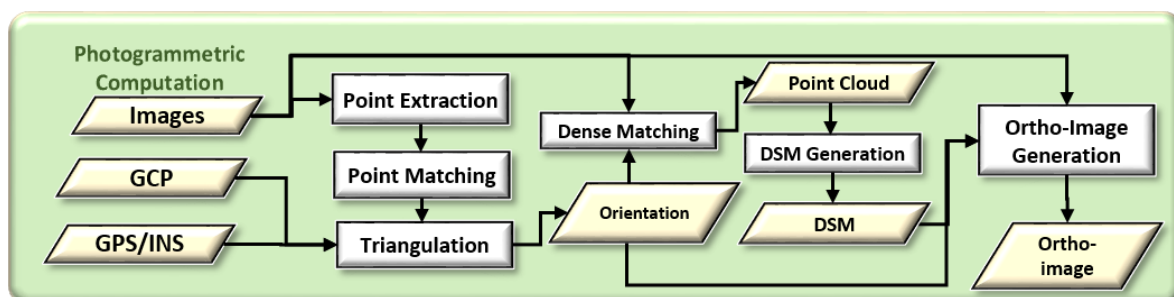 Photogrammetric
Computation
Images
GCP
GPS/INS
Point Extraction
Point Matching
Triangulation
Dense Matching
Orientation
Point Cloud
DSM Generation
DSM
Ortho-Image
Generation
Ortho-
image